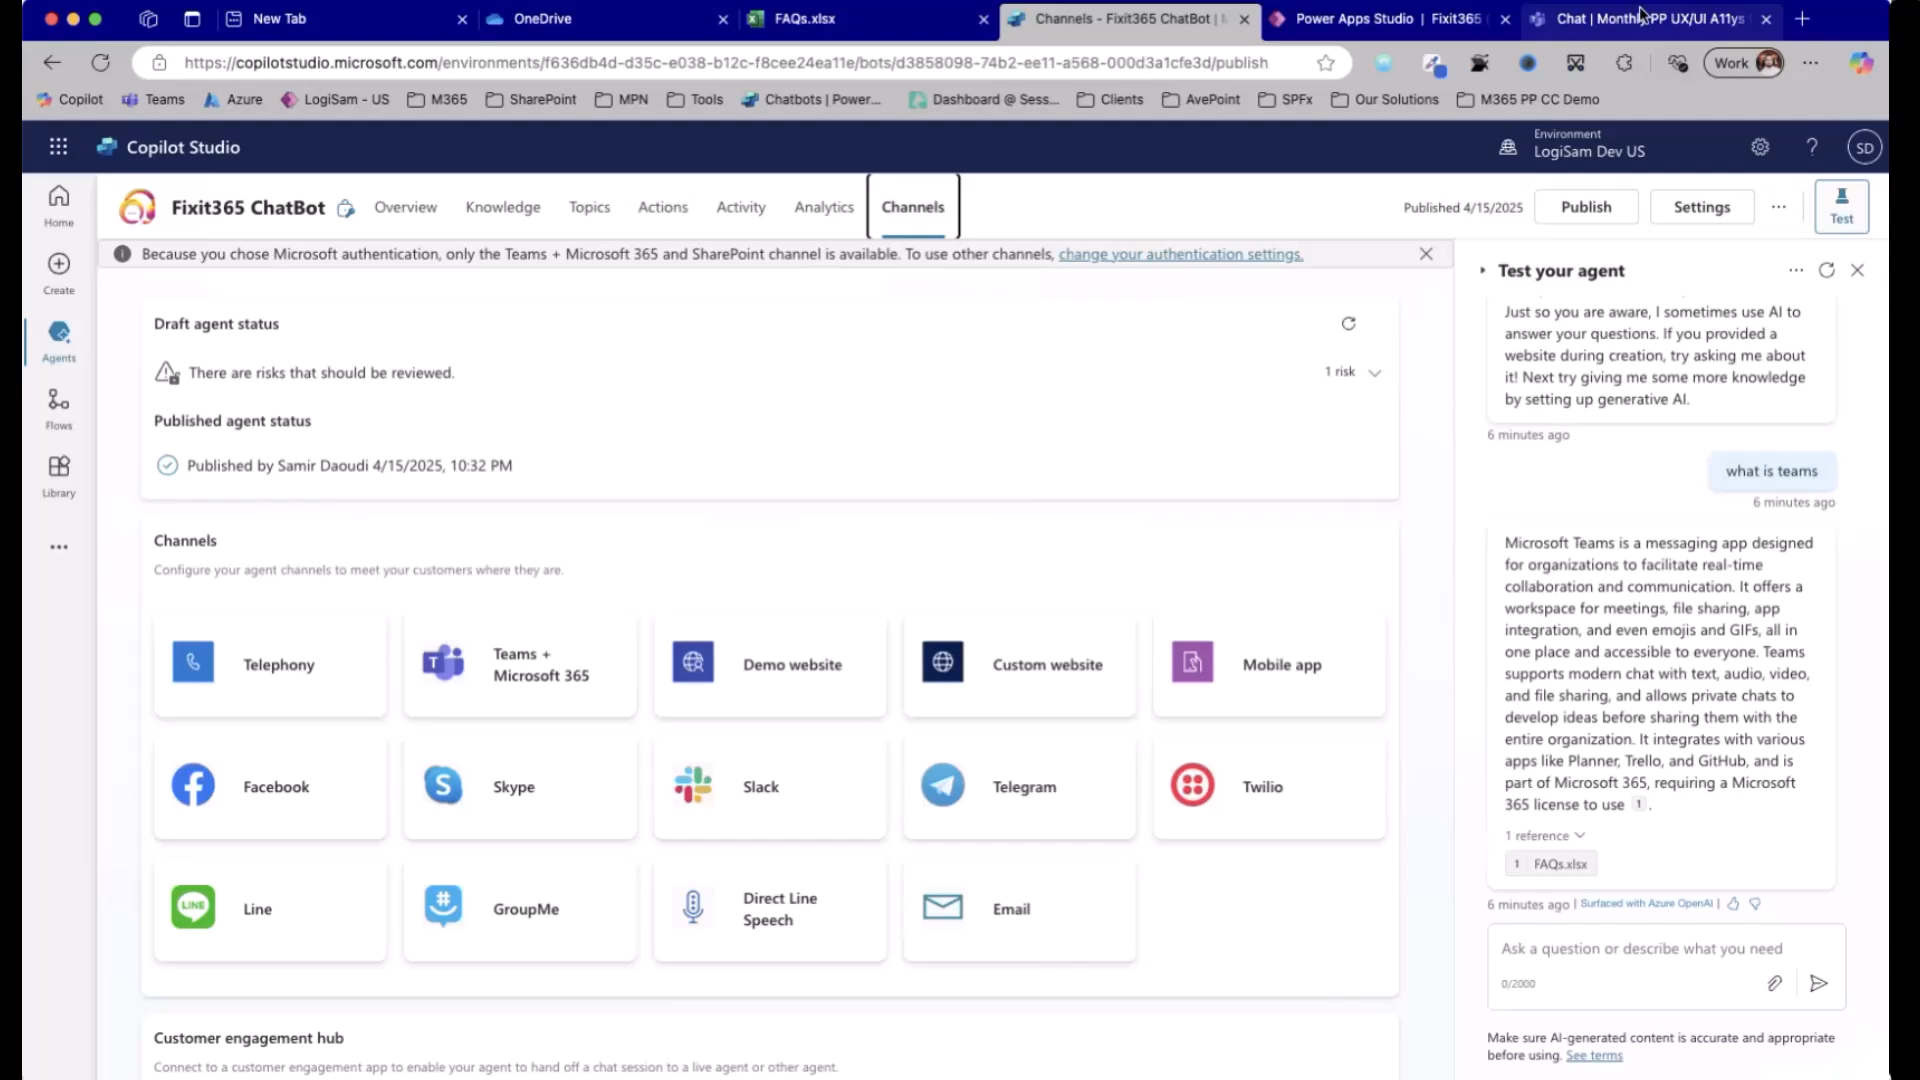 New Tab
OneDrive
FAQs.xlsx
Channels - Fixit365 ChatBot |
Power Apps Studio | Fixit365
Chat | Monthly PP UX/UI A11ys
https://copilotstudio.microsoft.com/environments/f636db4d-d35c-e038-b12c-f8cee24ea11e/bots/d3858098-74b2-ee11-a568-000d3a1cfe3d/publish
Work
Copilot
Teams
Azure
LogiSam - US
M365
SharePoint
MPN
Tools
Chatbots | Power...
Dashboard @ Sess...
Clients
AvePoint
SPFx
Our Solutions
M365 PP CC Demo
Copilot Studio
Environment
LogiSam Dev US
SD
Home
Create
Agents
Flows
Library
Fixit365 ChatBot
Overview
Knowledge
Topics
Actions
Activity
Analytics
Channels
Published 4/15/2025
Publish
Settings
Test
Because you chose Microsoft authentication, only the Teams + Microsoft 365 and SharePoint channel is available. To use other channels, change your authentication settings.
Draft agent status
There are risks that should be reviewed.
1 risk
Published agent status
Published by Samir Daoudi 4/15/2025, 10:32 PM
Channels
Configure your agent channels to meet your customers where they are.
Telephony
Teams +
Microsoft 365
Demo website
Custom website
Mobile app
Facebook
Skype
Slack
Telegram
Twilio
LINE
Line
GroupMe
Direct Line
Speech
Email
Customer engagement hub
Connect to a customer engagement app to enable your agent to hand off a chat session to a live agent or other agent.
Test your agent
Just so you are aware, I sometimes use AI to
answer your questions. If you provided a
website during creation, try asking me about
it! Next try giving me some more knowledge
by setting up generative AI.
6 minutes ago
what is teams
6 minutes ago
Microsoft Teams is a messaging app designed
for organizations to facilitate real-time
collaboration and communication. It offers a
workspace for meetings, file sharing, app
integration, and even emojis and GIFs, all in
one place and accessible to everyone. Teams
supports modern chat with text, audio, video,
and file sharing, and allows private chats to
develop ideas before sharing them with the
entire organization. It integrates with various
apps like Planner, Trello, and GitHub, and is
part of Microsoft 365, requiring a Microsoft
365 license to use 1 .
1 reference
1 FAQs.xlsx
6 minutes ago | Surfaced with Azure OpenAI |
Ask a question or describe what you need
0/2000
Make sure AI-generated content is accurate and appropriate
before using. See terms